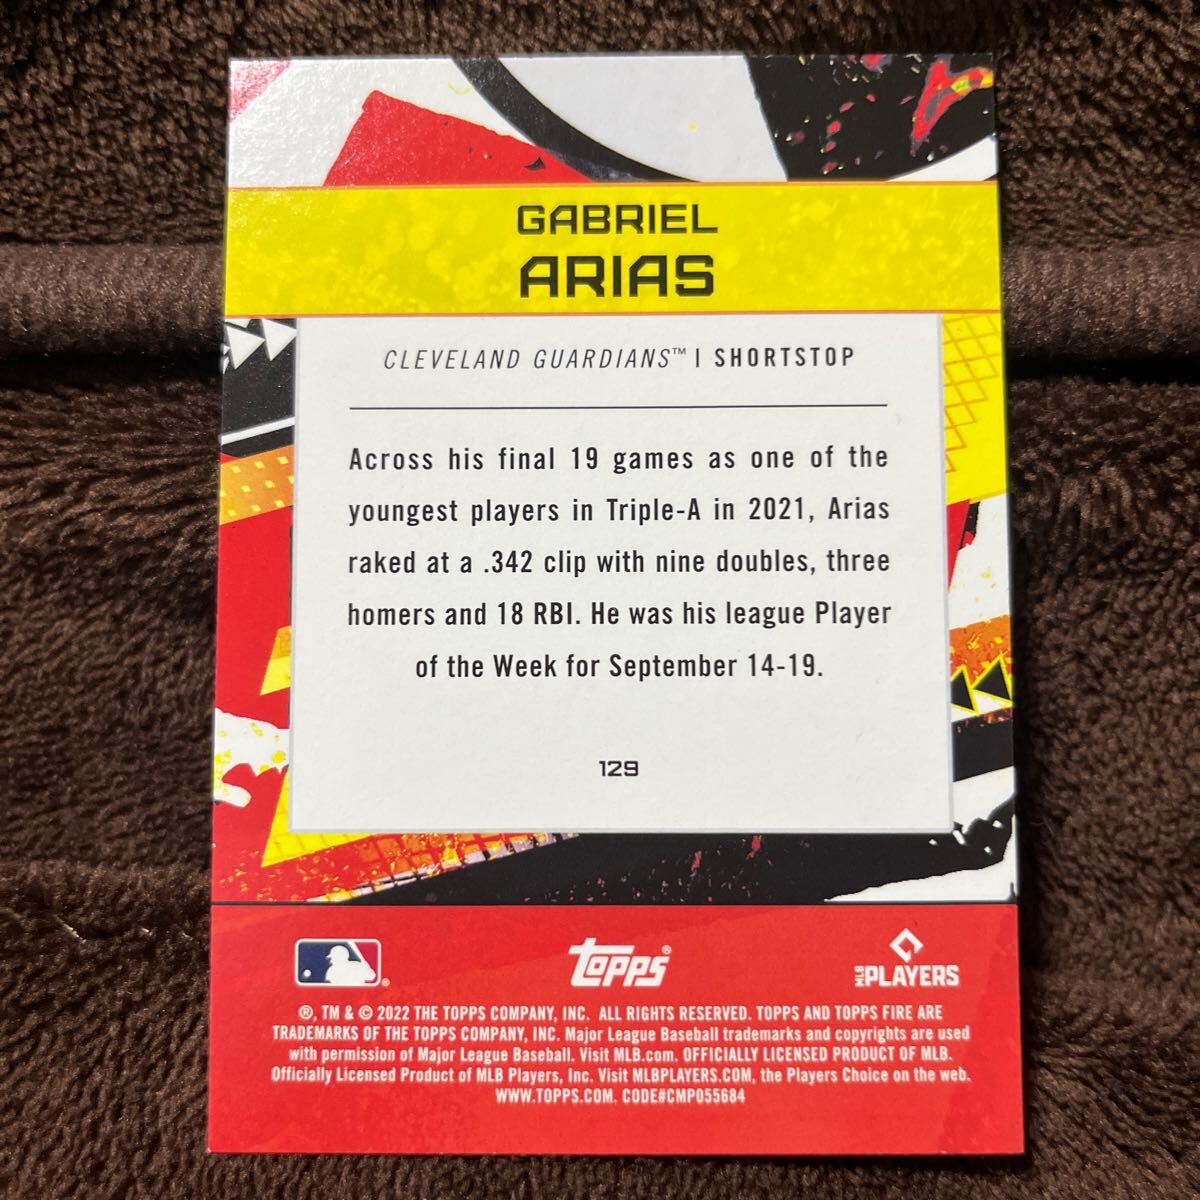 GABRIEL
ARIAS
CLEVELAND GUARDIANS™ | SHORTSTOP
Across his final 19 games as one of the
youngest players in Triple-A in 2021, Arias
raked at a .342 clip with nine doubles, three
homers and 18 RBI. He was his league Player
of the Week for September 14-19.
129
®
topps®
MLB PLAYERS
®, TM & © 2022 THE TOPPS COMPANY, INC. ALL RIGHTS RESERVED. TOPPS AND TOPPS FIRE ARE
TRADEMARKS OF THE TOPPS COMPANY, INC. Major League Baseball trademarks and copyrights are used
with permission of Major League Baseball. Visit MLB.com. OFFICIALLY LICENSED PRODUCT OF MLB.
Officially Licensed Product of MLB Players, Inc. Visit MLBPLAYERS.COM, the Players Choice on the web.
WWW.TOPPS.COM. CODE#CMP055684